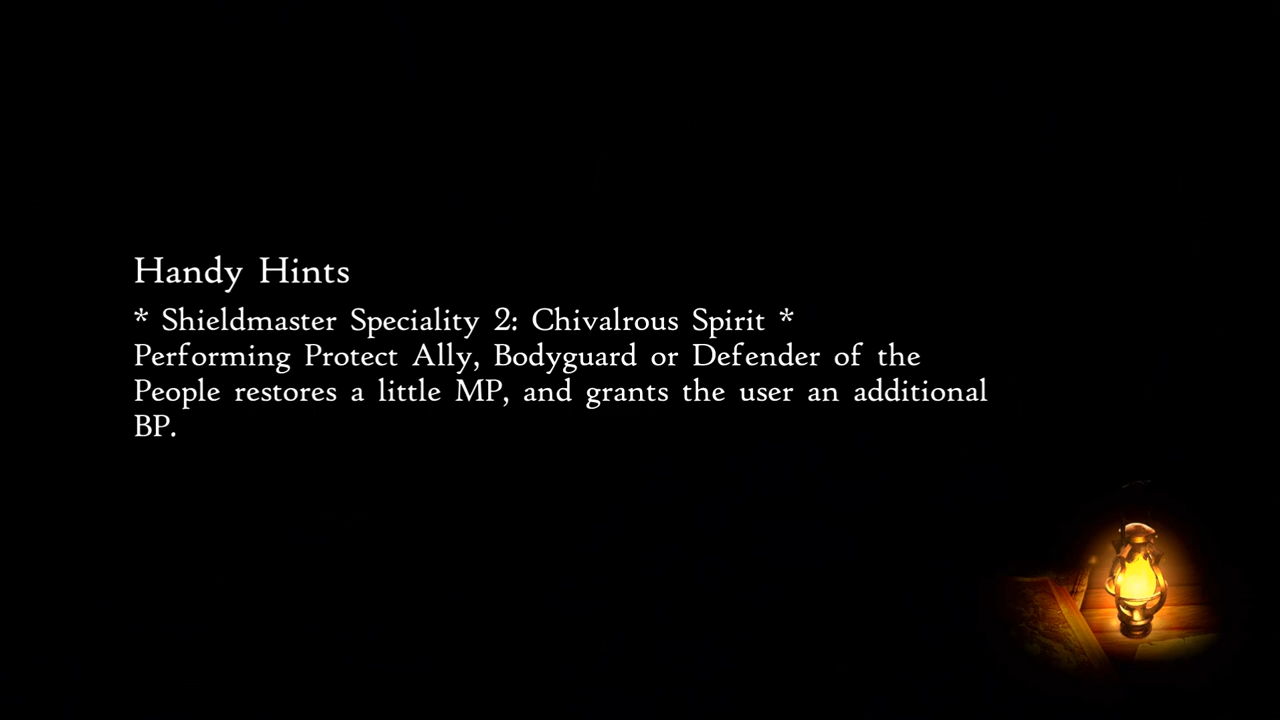 Handy Hints
* Shieldmaster Speciality 2: Chivalrous Spirit *
Performing Protect Ally, Bodyguard or Defender of the
People restores a little MP, and grants the user an additional
BP.